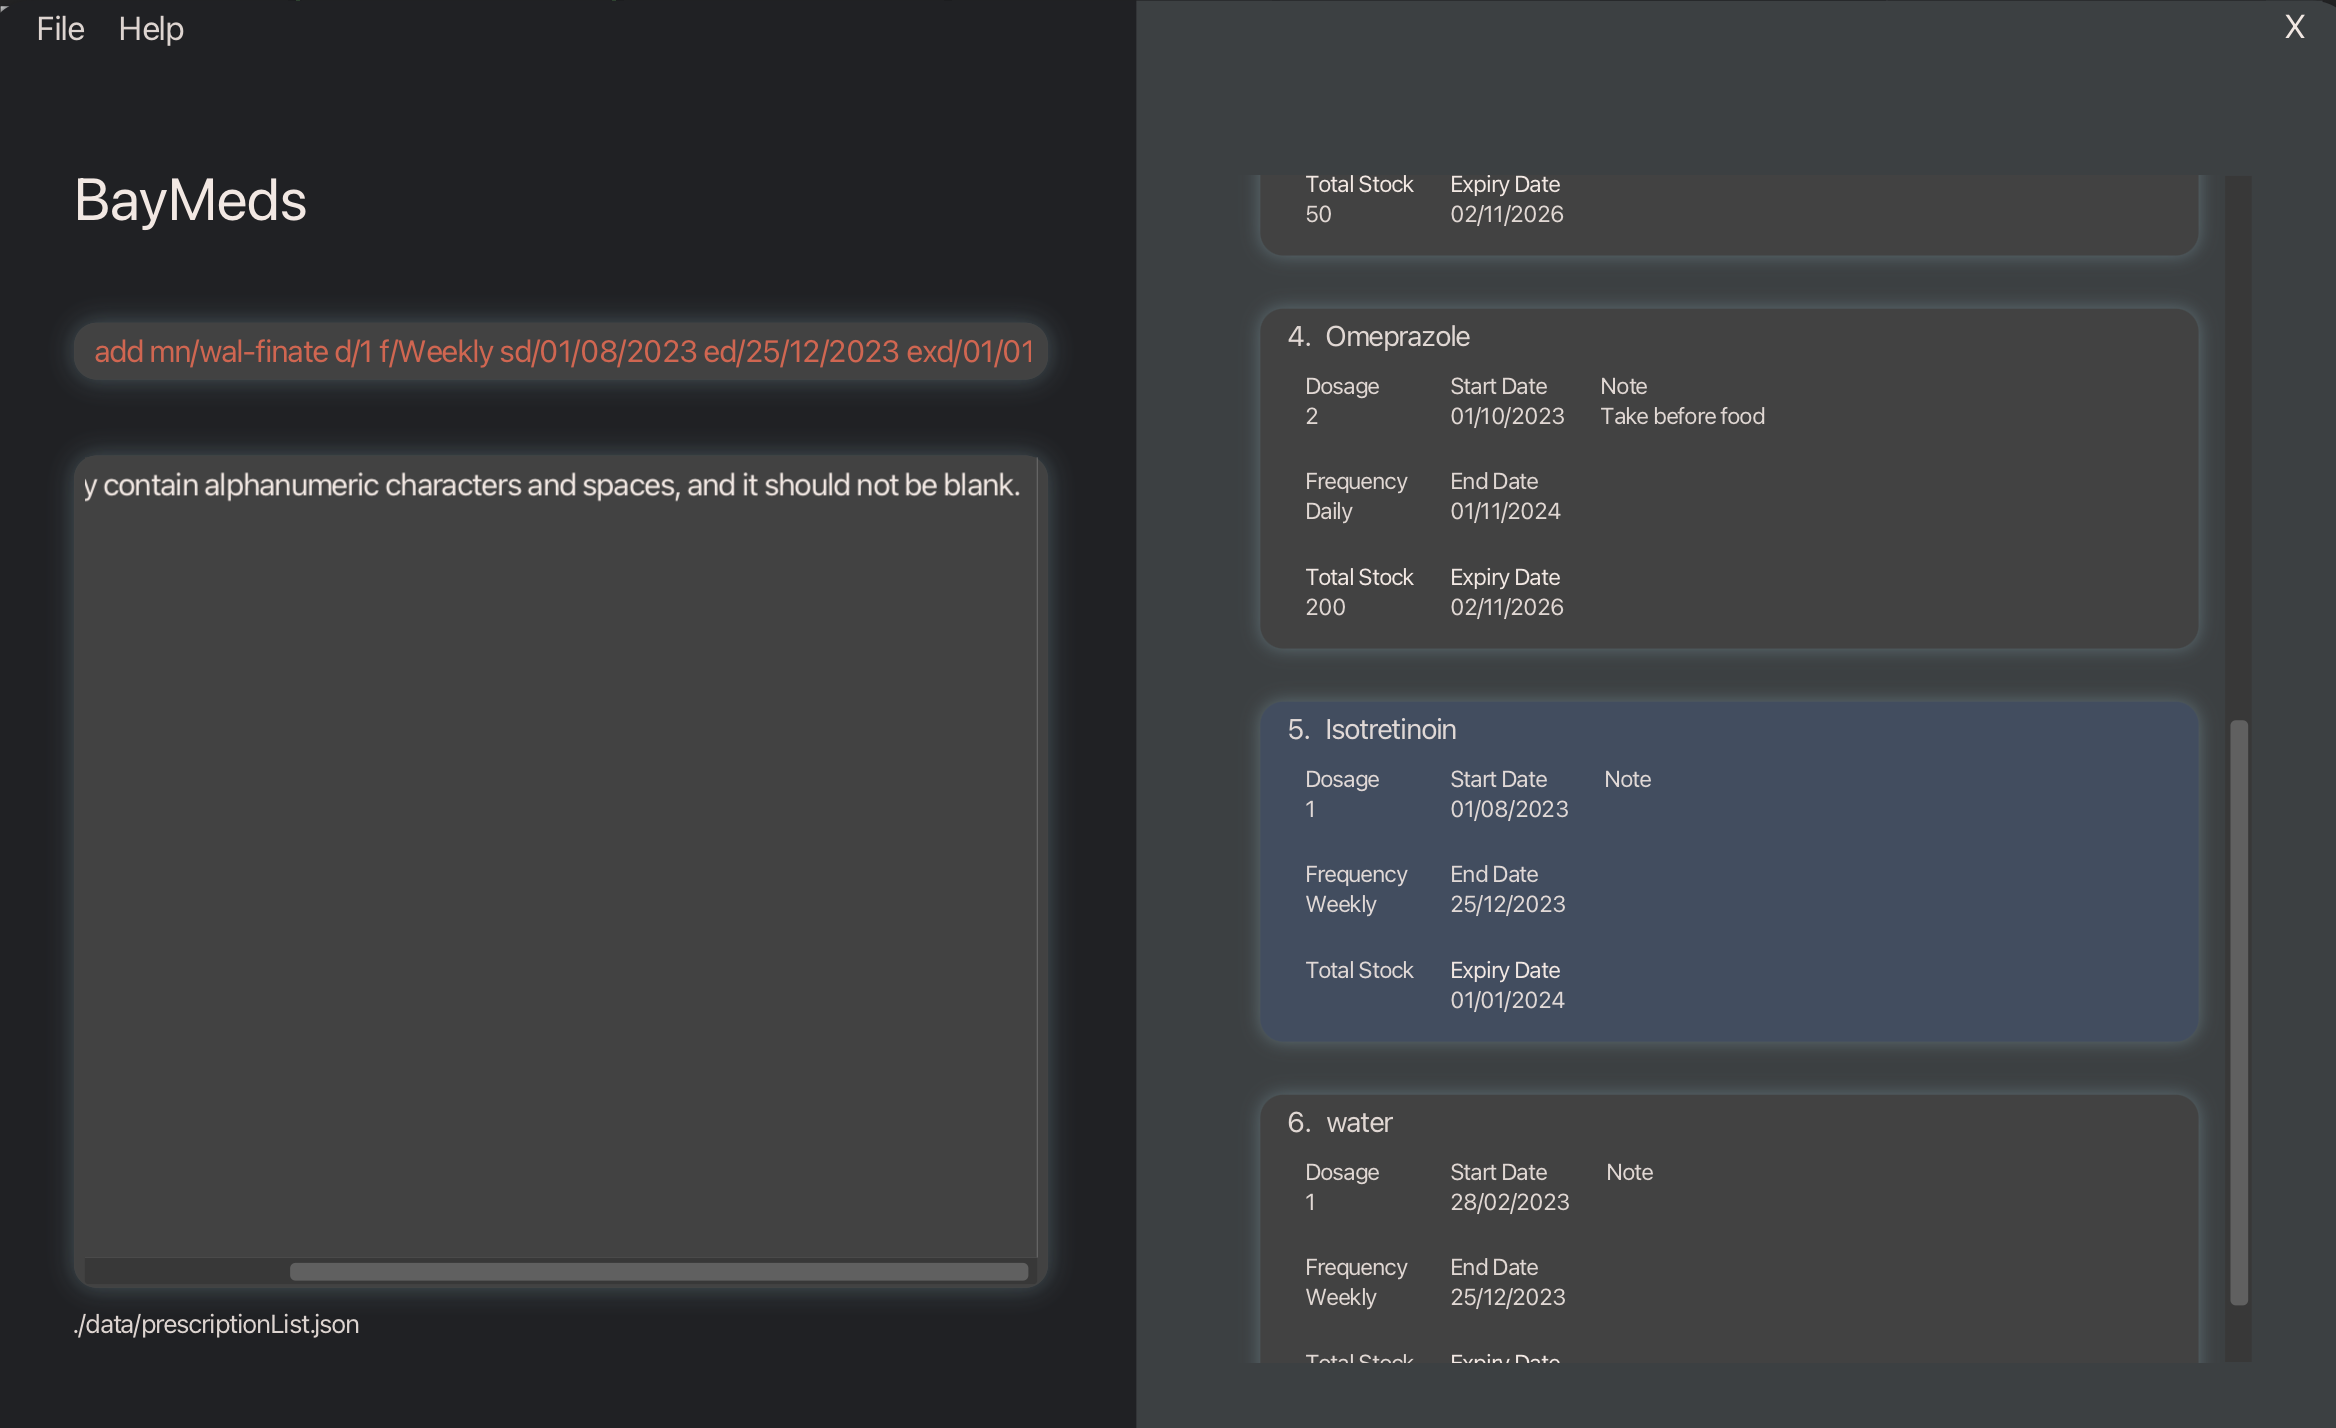 File Help X
BayMeds
add mn/wal-finate d/1 f/Weekly sd/01/08/2023 ed/25/12/2023 exd/01/01
y contain alphanumeric characters and spaces, and it should not be blank.
./data/prescriptionList.json
Total Stock Expiry Date
50 02/11/2026
4. Omeprazole
Dosage Start Date Note
2 01/10/2023 Take before food
Frequency End Date
Daily 01/11/2024
Total Stock Expiry Date
200 02/11/2026
5. Isotretinoin
Dosage Start Date Note
1 01/08/2023
Frequency End Date
Weekly 25/12/2023
Total Stock Expiry Date
01/01/2024
6. water
Dosage Start Date Note
1 28/02/2023
Frequency End Date
Weekly 25/12/2023
Total Stock Expiry Date